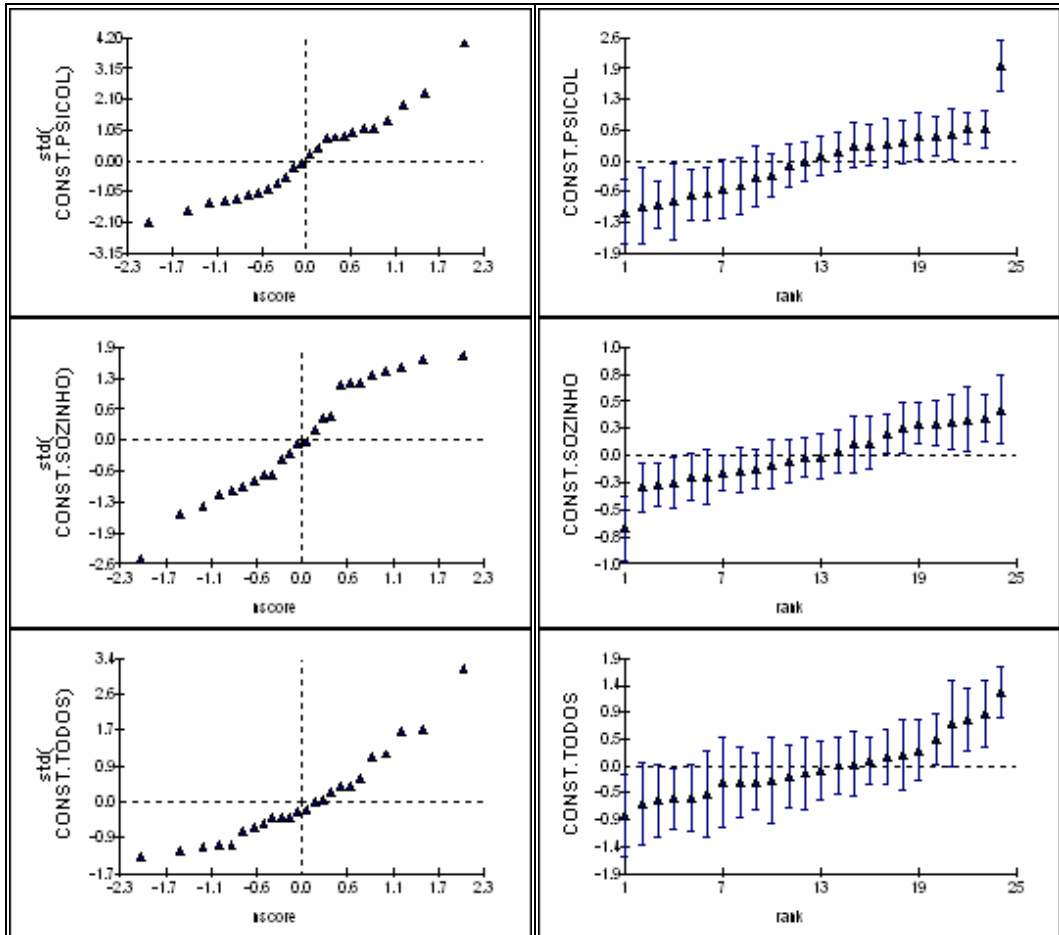 4.20
3.15
2.10
1.05
0.00
-1.05
-2.10
-3.15
std(
CONST.PSICOL)
-2.3 -1.7 -1.1 -0.6 0.0 0.6 1.1 1.7 2.3
nscore
2.6
1.9
1.3
0.6
0.0
-0.6
-1.3
-1.9
CONST.PSICOL
1 7 13 19 25
rank
1.9
1.3
0.6
0.0
-0.6
-1.3
-1.9
-2.6
std(
CONST.SOZINHO)
-2.3 -1.7 -1.1 -0.6 0.0 0.6 1.1 1.7 2.3
nscore
1.0
0.8
0.5
0.3
0.0
-0.3
-0.5
-0.8
-1.0
CONST.SOZINHO
1 7 13 19 25
rank
3.4
2.6
1.7
0.9
0.0
-0.9
-1.7
std(
CONST.TODOS)
-2.3 -1.7 -1.1 -0.6 0.0 0.6 1.1 1.7 2.3
nscore
1.9
1.4
0.9
0.5
0.0
-0.5
-0.9
-1.4
-1.9
CONST.TODOS
1 7 13 19 25
rank